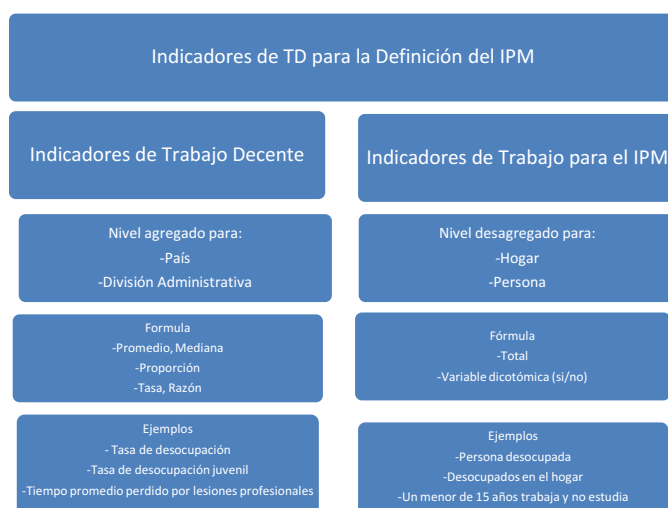 Indicadores de TD para la Definición del IPM
Indicadores de Trabajo Decente
Nivel agregado para:
-País
-División Administrativa
Formula
-Promedio, Mediana
-Proporción
-Tasa, Razón
Ejemplos
- Tasa de desocupación
-Tasa de desocupación juvenil
-Tiempo promedio perdido por lesiones profesionales
Indicadores de Trabajo para el IPM
Nivel desagregado para:
-Hogar
-Persona
Fórmula
-Total
-Variable dicotómica (si/no)
Ejemplos
-Persona desocupada
-Desocupados en el hogar
-Un menor de 15 años trabaja y no estudia